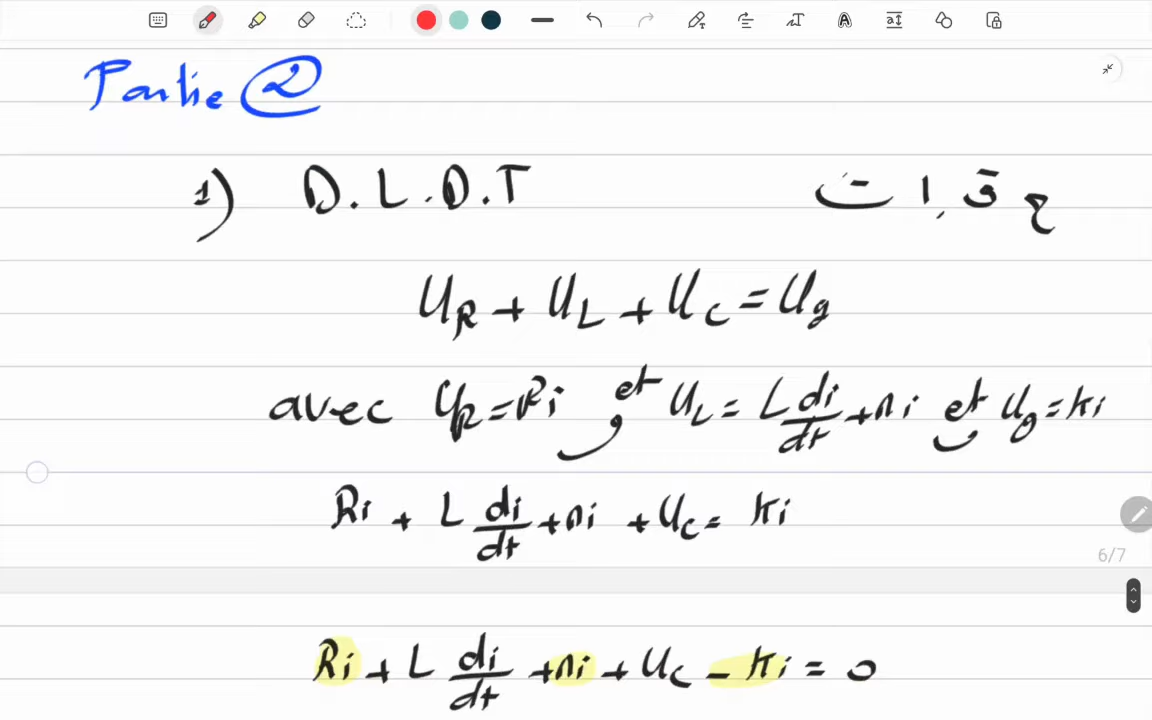 Partie ②
1) D.L.D.T ح ق ا ت
U_R + U_L + U_C = U_g
avec U_R = Ri et U_L = L di/dt + ri et U_g = ki
Ri + L di/dt + ri + U_C = ki
6/7
Ri + L di/dt + ri + U_C - ki = 0